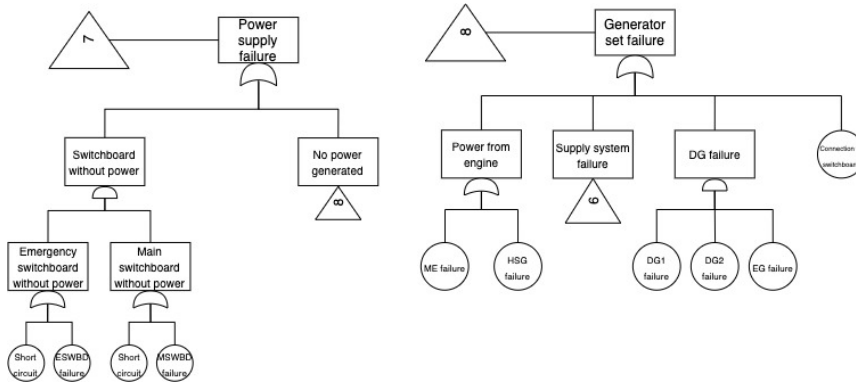 7
Power
supply
failure
Switchboard
without power
No power
generated
8
Emergency
switchboard
without power
Main
switchboard
without power
Short
circuit
ESWBD
failure
Short
circuit
MSWBD
failure
8
Generator
set failure
Power from
engine
Supply system
failure
6
DG failure
Connection
switchboard
ME failure
HSG
failure
DG1
failure
DG2
failure
EG failure